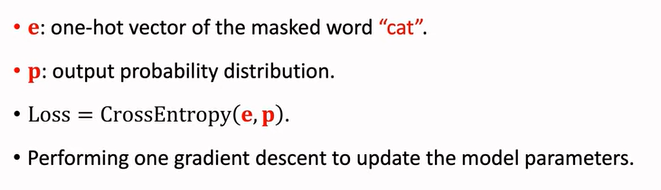 • e: one-hot vector of the masked word “cat”.
• p: output probability distribution.
• Loss = CrossEntropy(e, p).
• Performing one gradient descent to update the model parameters.